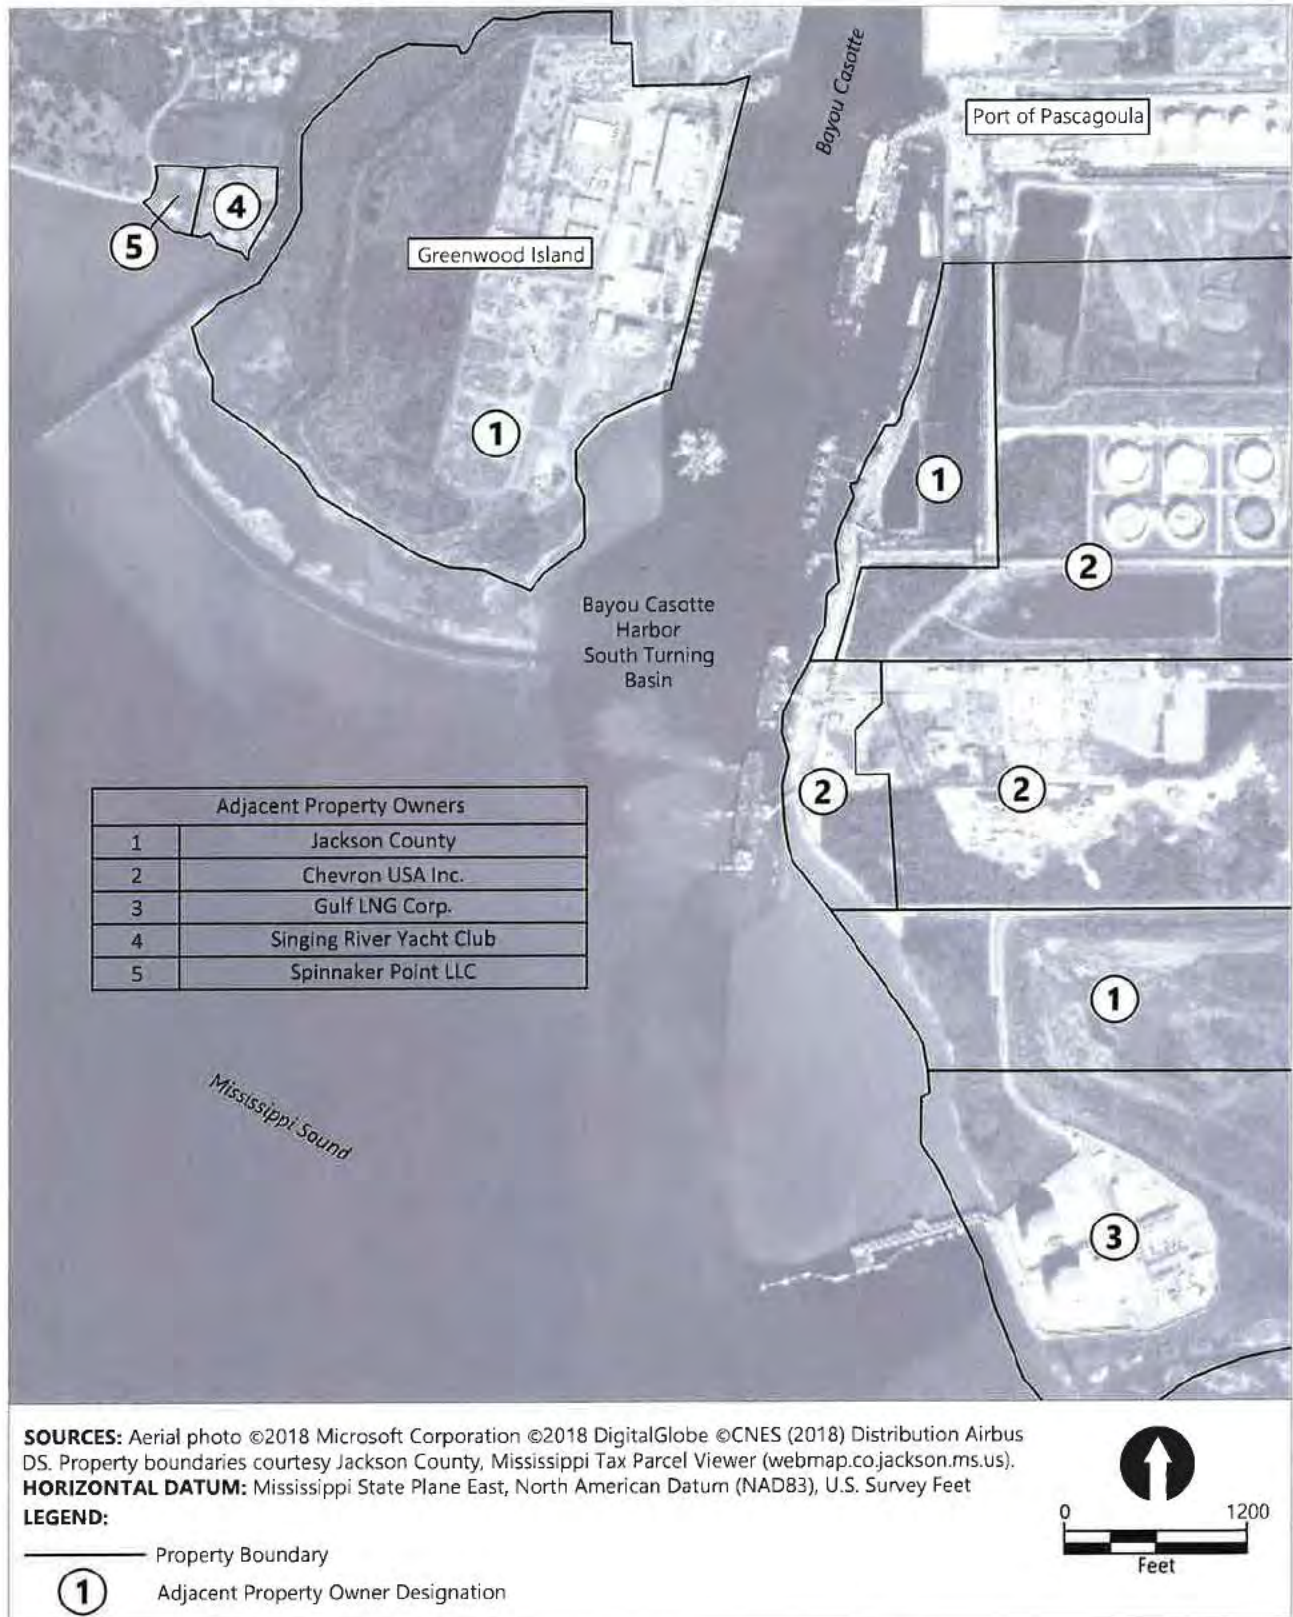 Bayou Casotte
Port of Pascagoula
4
5
Greenwood Island
1
1
2
Bayou Casotte
Harbor
South Turning
Basin
2
2
Adjacent Property Owners
1 Jackson County
2 Chevron USA Inc.
3 Gulf LNG Corp.
4 Singing River Yacht Club
5 Spinnaker Point LLC
1
Mississippi Sound
3
SOURCES: Aerial photo ©2018 Microsoft Corporation ©2018 DigitalGlobe ©CNES (2018) Distribution Airbus
DS. Property boundaries courtesy Jackson County, Mississippi Tax Parcel Viewer (webmap.co.jackson.ms.us).
HORIZONTAL DATUM: Mississippi State Plane East, North American Datum (NAD83), U.S. Survey Feet
LEGEND:
Property Boundary
1 Adjacent Property Owner Designation
0 1200
Feet